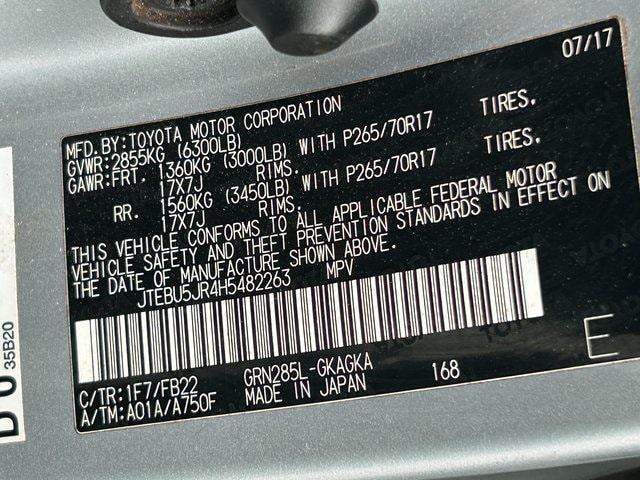 07/17
MFD.BY:TOYOTA MOTOR CORPORATION
GVWR:2855KG (6300LB)
GAWR:FRT. 1360KG (3000LB) WITH P265/70R17 TIRES,
17X7J RIMS.
RR. 1560KG (3450LB) WITH P265/70R17 TIRES,
17X7J RIMS.
THIS VEHICLE CONFORMS TO ALL APPLICABLE FEDERAL MOTOR
VEHICLE SAFETY AND THEFT PREVENTION STANDARDS IN EFFECT ON
THE DATE OF MANUFACTURE SHOWN ABOVE.
JTEBU5JR4H5482263 MPV
C/TR:1F7/FB22 GRN285L-GKAGKA 168 E
A/TM:A01A/A750F MADE IN JAPAN
35B20